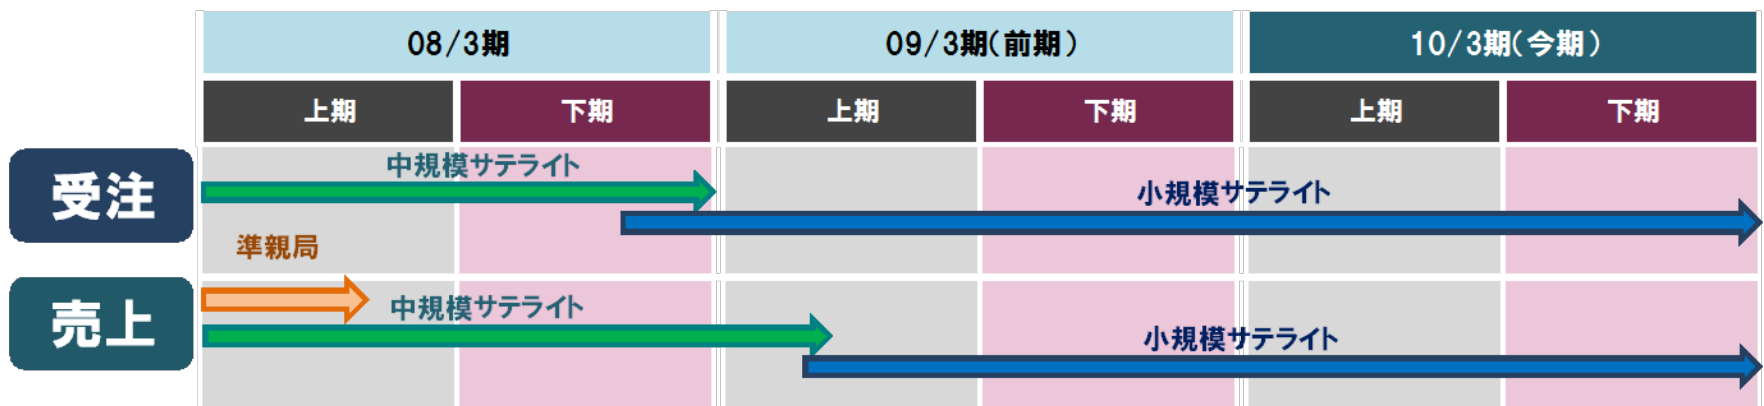 08/3期
09/3期(前期)
10/3期(今期)
上期
下期
上期
下期
上期
下期
受注
中規模サテライト
小規模サテライト
準親局
売上
中規模サテライト
小規模サテライト